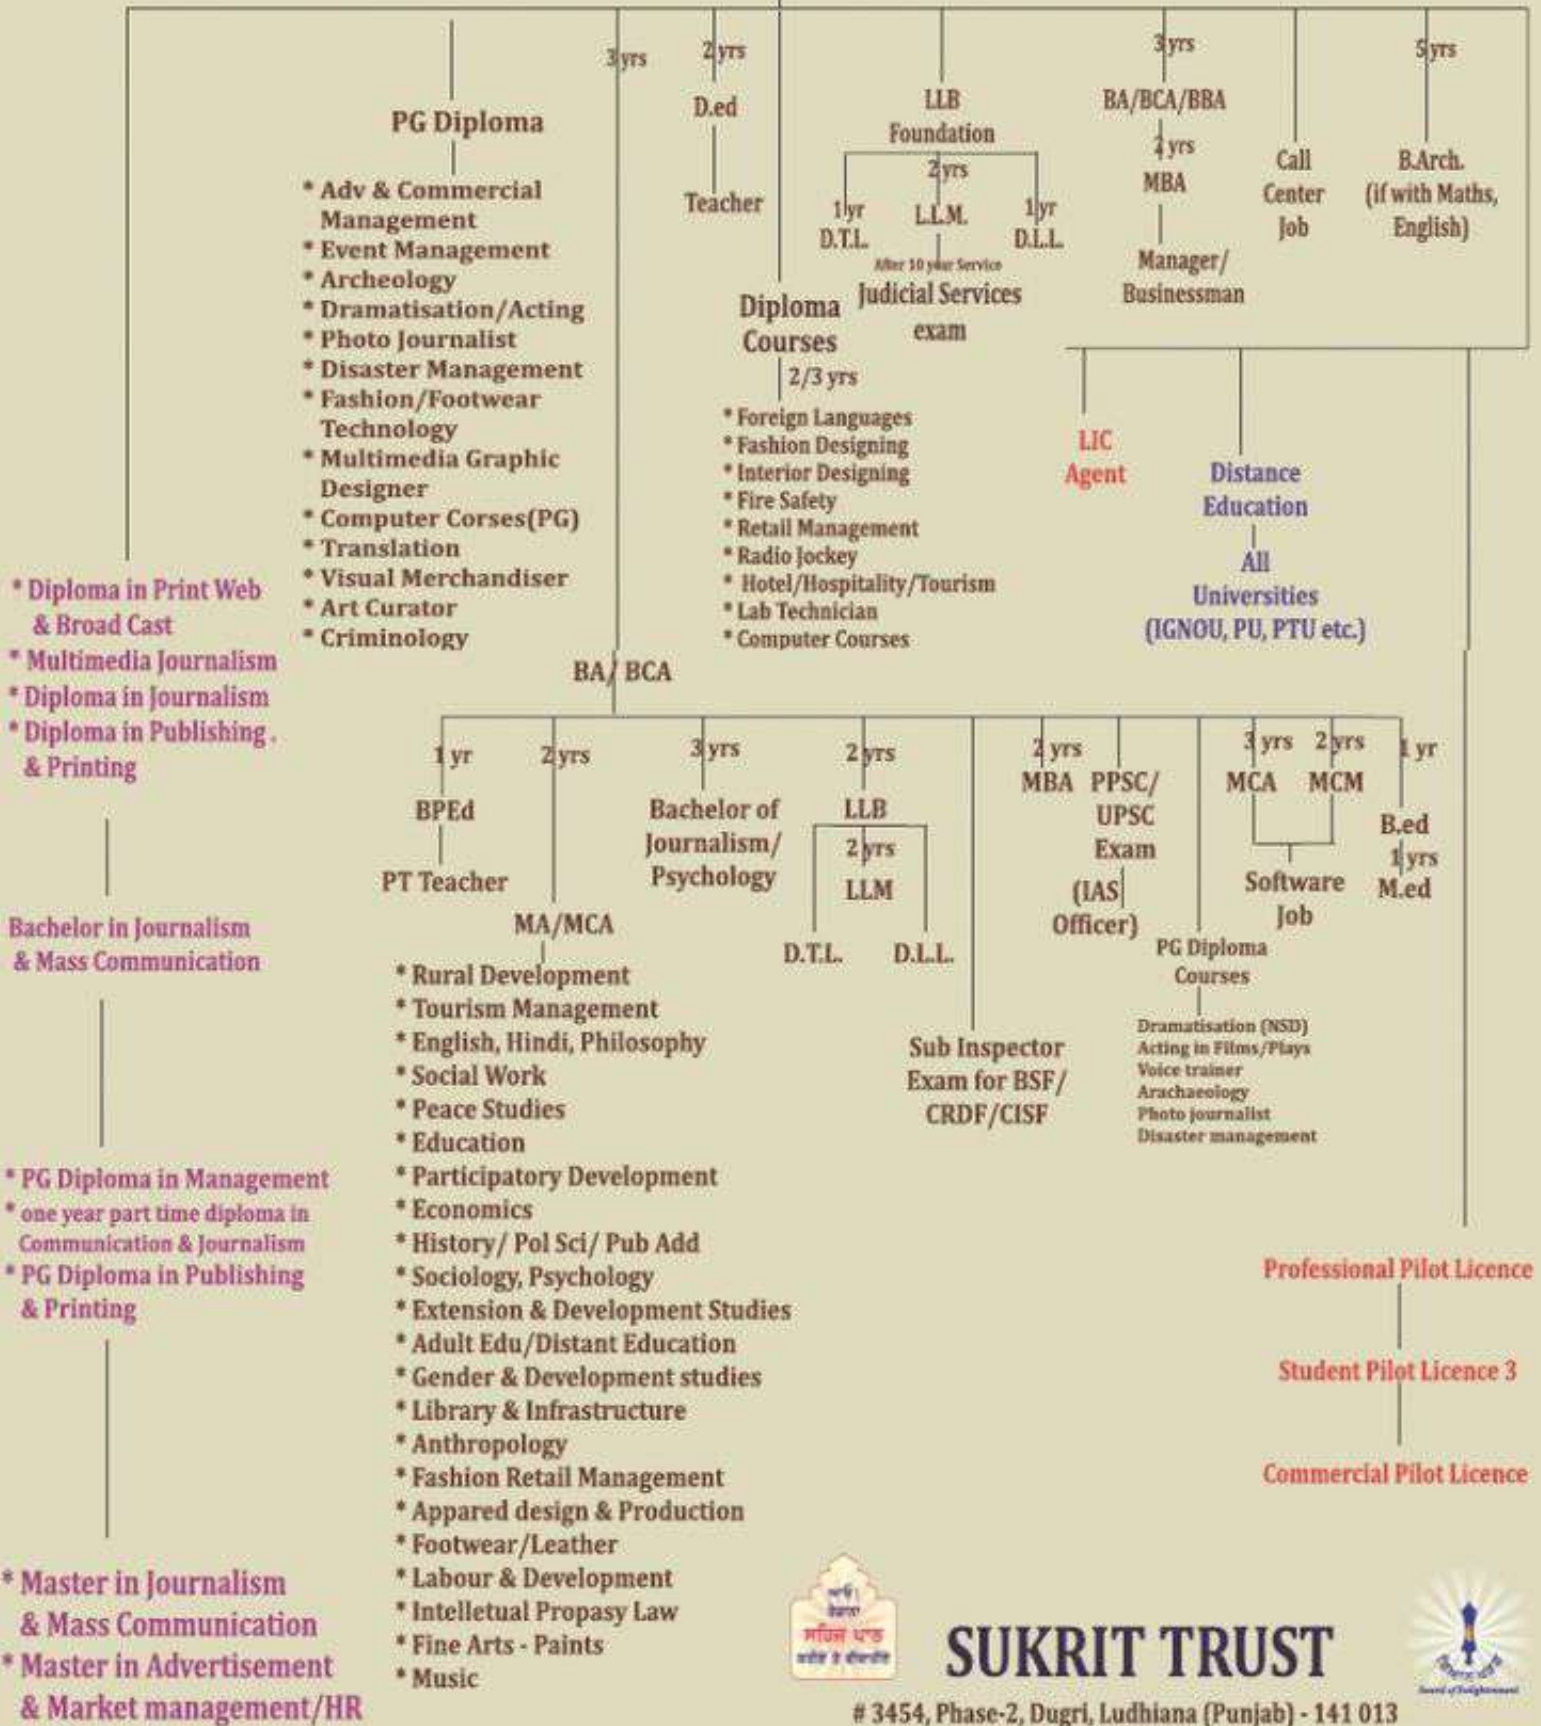 3 yrs
2 yrs
3 yrs
5 yrs
PG Diploma
* Adv & Commercial
Management
* Event Management
* Archeology
* Dramatisation/Acting
* Photo Journalist
* Disaster Management
* Fashion/Footwear
Technology
* Multimedia Graphic
Designer
* Computer Corses(PG)
* Translation
* Visual Merchandiser
* Art Curator
* Criminology
D.ed
Teacher
LLB
Foundation
2 yrs
1 yr
D.T.L.
L.L.M.
1 yr
D.L.L.
After 10 year Service
Judicial Services
exam
Diploma
Courses
2/3 yrs
* Foreign Languages
* Fashion Designing
* Interior Designing
* Fire Safety
* Retail Management
* Radio Jockey
* Hotel/Hospitality/Tourism
* Lab Technician
* Computer Courses
BA/BCA/BBA
2 yrs
MBA
Manager/
Businessman
Call
Center
Job
B.Arch.
(if with Maths,
English)
LIC
Agent
Distance
Education
All
Universities
(IGNOU, PU, PTU etc.)
* Diploma in Print Web
& Broad Cast
* Multimedia Journalism
* Diploma in Journalism
* Diploma in Publishing .
& Printing
Bachelor in Journalism
& Mass Communication
* PG Diploma in Management
* one year part time diploma in
Communication & Journalism
* PG Diploma in Publishing
& Printing
* Master in Journalism
& Mass Communication
* Master in Advertisement
& Market management/HR
BA/ BCA
1 yr
BPEd
PT Teacher
2 yrs
MA/MCA
* Rural Development
* Tourism Management
* English, Hindi, Philosophy
* Social Work
* Peace Studies
* Education
* Participatory Development
* Economics
* History/ Pol Sci/ Pub Add
* Sociology, Psychology
* Extension & Development Studies
* Adult Edu/Distant Education
* Gender & Development studies
* Library & Infrastructure
* Anthropology
* Fashion Retail Management
* Appared design & Production
* Footwear/Leather
* Labour & Development
* Intelletual Propasy Law
* Fine Arts - Paints
* Music
3 yrs
Bachelor of
Journalism/
Psychology
2 yrs
LLB
2 yrs
LLM
D.T.L.
D.L.L.
Sub Inspector
Exam for BSF/
CRDF/CISF
2 yrs
MBA
PPSC/
UPSC
Exam
(IAS
Officer)
PG Diploma
Courses
Dramatisation (NSD)
Acting in Films/Plays
Voice trainer
Arachaeology
Photo journalist
Disaster management
3 yrs
MCA
2 yrs
MCM
Software
Job
1 yr
B.ed
1 yrs
M.ed
Professional Pilot Licence
Student Pilot Licence 3
Commercial Pilot Licence
ਸਹਿਜ ਪਾਠ
SUKRIT TRUST
# 3454, Phase-2, Dugri, Ludhiana (Punjab) - 141 013